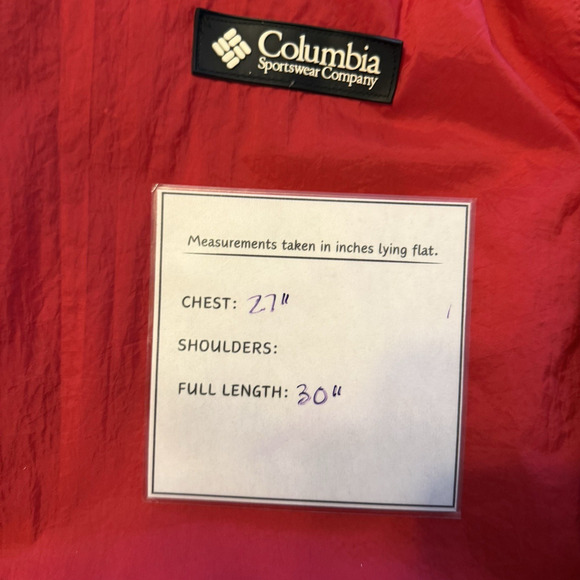 Columbia
Sportswear Company
Measurements taken in inches lying flat.
CHEST: 27"
SHOULDERS:
FULL LENGTH: 30"